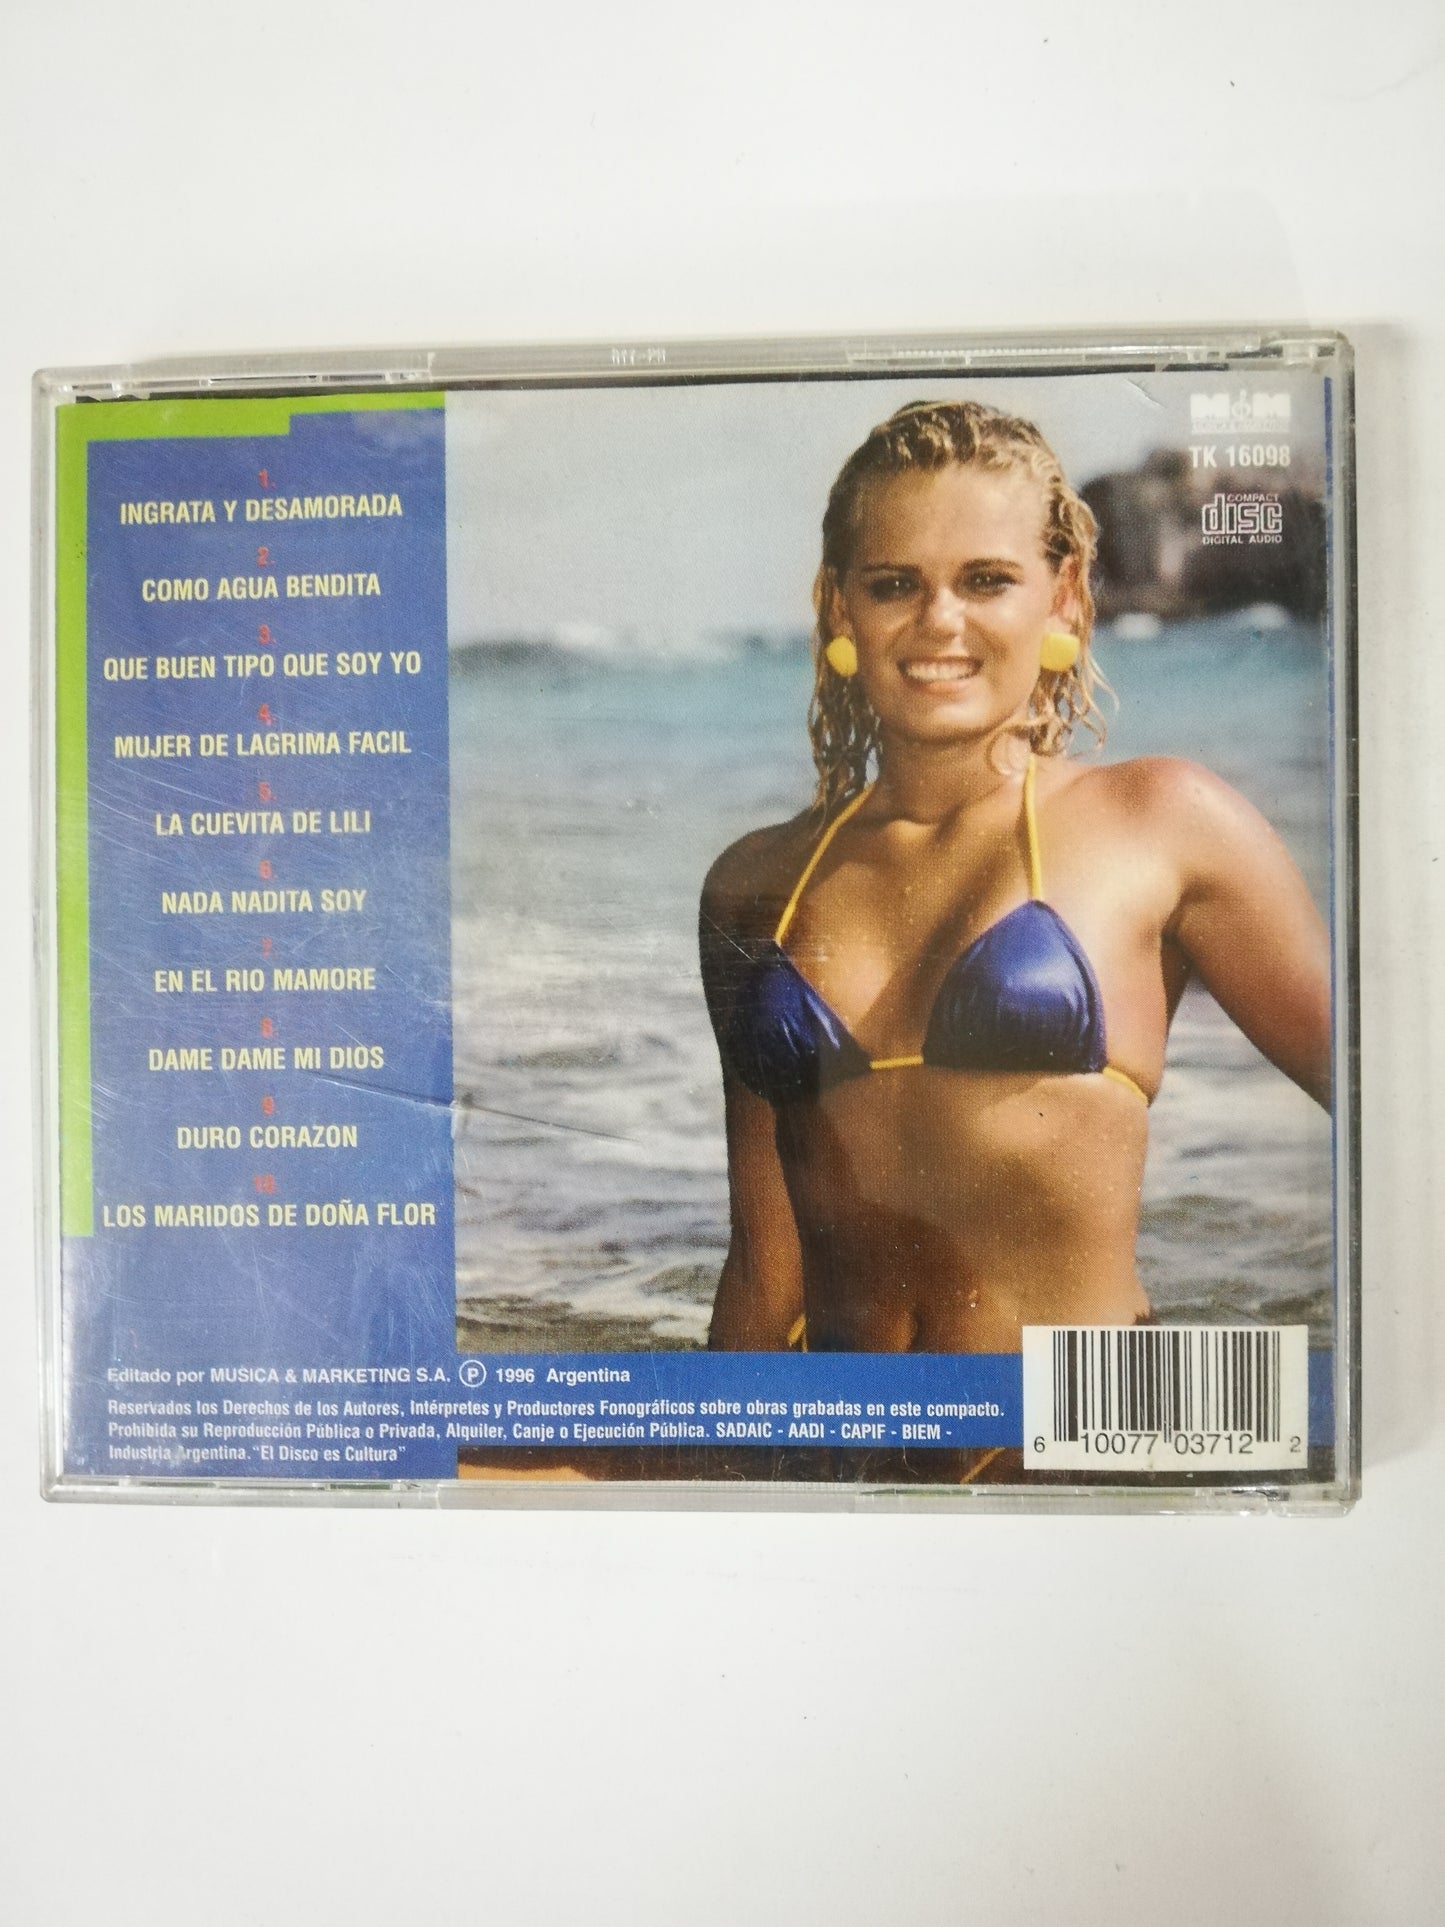 1.
INGRATA Y DESAMORADA
2.
COMO AGUA BENDITA
3.
QUE BUEN TIPO QUE SOY YO
4.
MUJER DE LAGRIMA FACIL
5.
LA CUEVITA DE LILI
6.
NADA NADITA SOY
7.
EN EL RIO MAMORE
8.
DAME DAME MI DIOS
9.
DURO CORAZON
10.
LOS MARIDOS DE DOÑA FLOR
M&M
MUSICA & MARKETING
TK 16098
COMPACT
disc
DIGITAL AUDIO
Editado por MUSICA & MARKETING S.A. Ⓟ 1996 Argentina
Reservados los Derechos de los Autores, Intérpretes y Productores Fonográficos sobre obras grabadas en este compacto.
Prohibida su Reproducción Pública o Privada, Alquiler, Canje o Ejecución Pública. SADAIC - AADI - CAPIF - BIEM -
Industria Argentina. "El Disco es Cultura"
6 10077 03712 2